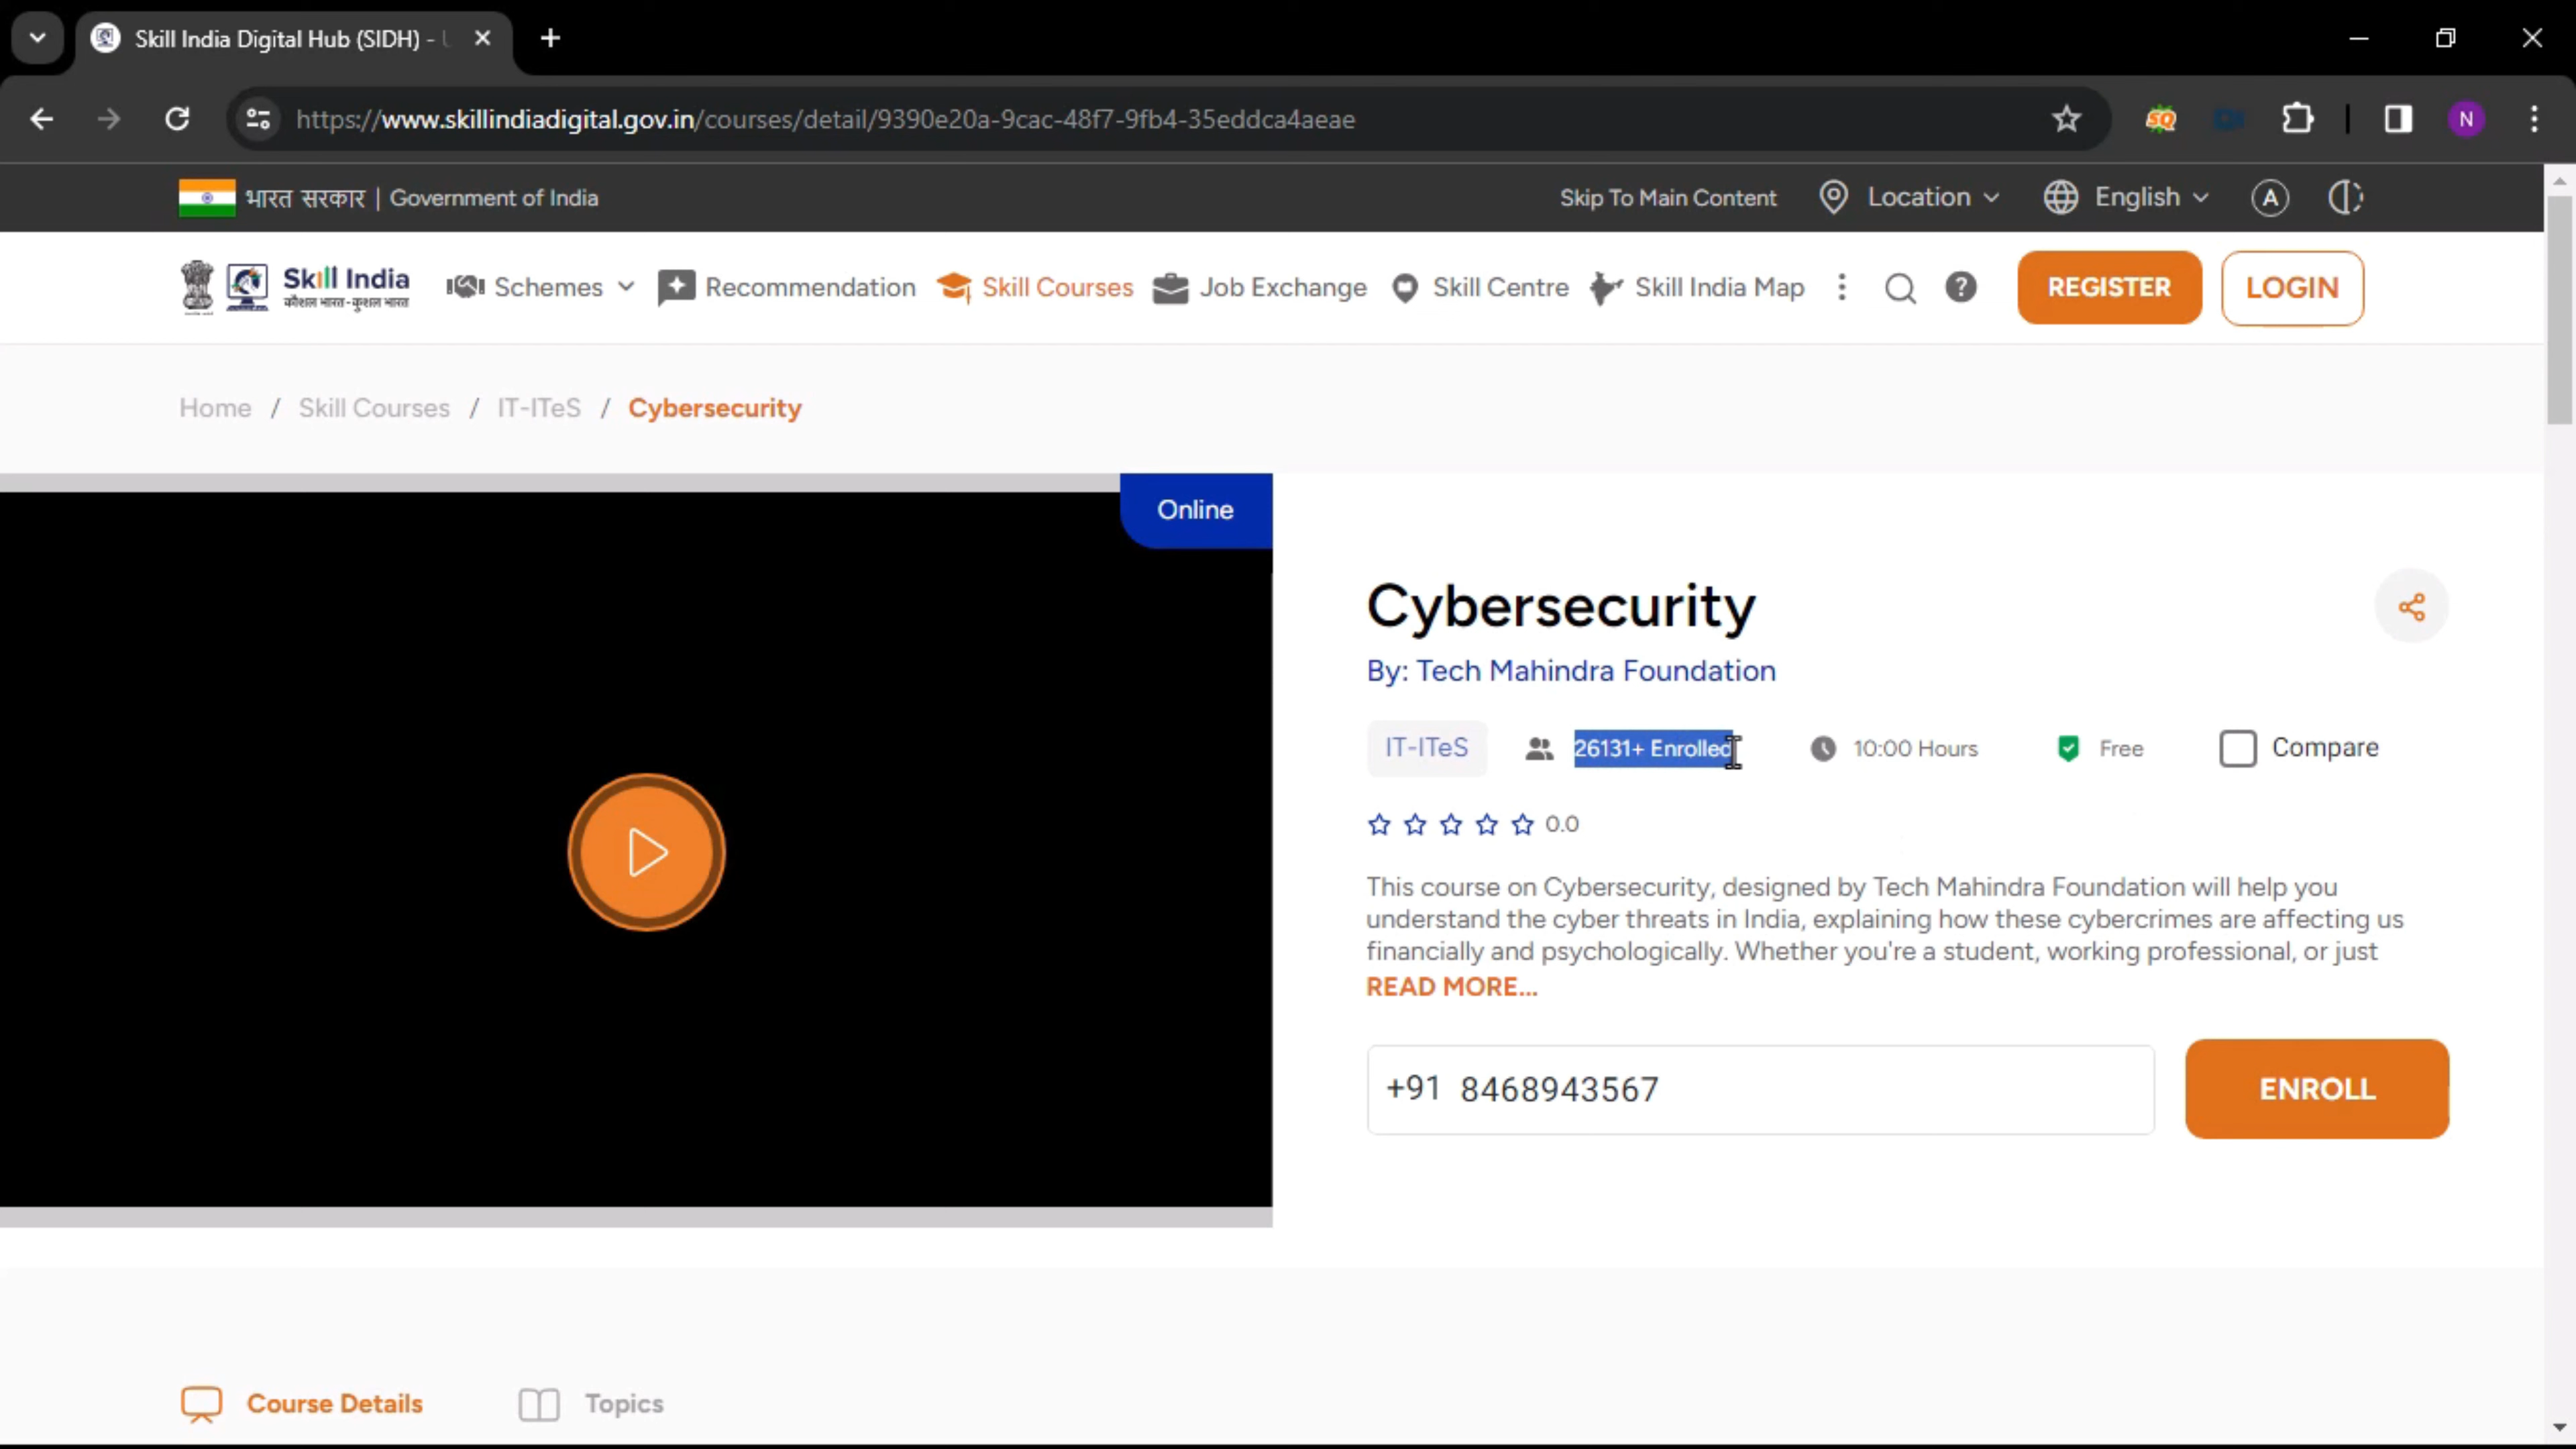 Skill India Digital Hub (SIDH) -
https://www.skillindiadigital.gov.in/courses/detail/9390e20a-9cac-48f7-9fb4-35eddca4aeae
SQ
N
भारत सरकार | Government of India
Skip To Main Content
Location
English
A
Skill India
कौशल भारत-कुशल भारत
Schemes
Recommendation
Skill Courses
Job Exchange
Skill Centre
Skill India Map
?
REGISTER
LOGIN
Home / Skill Courses / IT-ITeS / Cybersecurity
Online
Cybersecurity
By: Tech Mahindra Foundation
IT-ITeS
26131+ Enrolled
10:00 Hours
Free
Compare
0.0
This course on Cybersecurity, designed by Tech Mahindra Foundation will help you
understand the cyber threats in India, explaining how these cybercrimes are affecting us
financially and psychologically. Whether you're a student, working professional, or just
READ MORE...
+91 8468943567
ENROLL
Course Details
Topics